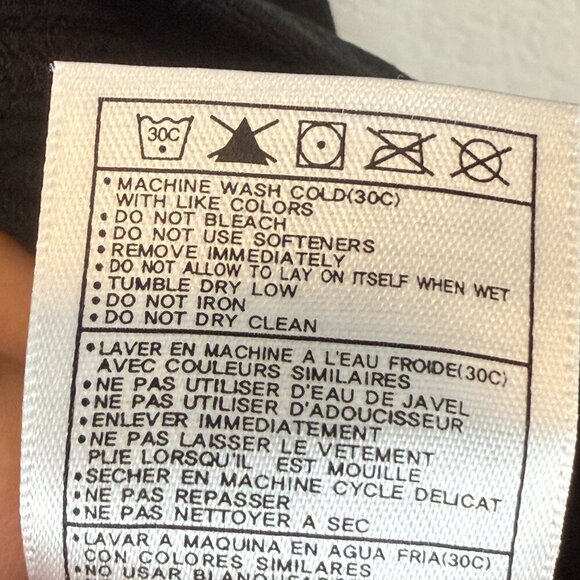 30C
• MACHINE WASH COLD(30C)
WITH LIKE COLORS
• DO NOT BLEACH
• DO NOT USE SOFTENERS
• REMOVE IMMEDIATELY
• DO NOT ALLOW TO LAY ON ITSELF WHEN WET
• TUMBLE DRY LOW
• DO NOT IRON
• DO NOT DRY CLEAN
• LAVER EN MACHINE A L'EAU FROIDE(30C)
AVEC COULEURS SIMILAIRES
• NE PAS UTILISER D'EAU DE JAVEL
• NE PAS UTILISER D'ADOUCISSEUR
• ENLEVER IMMEDIATEMENT
• NE PAS LAISSER LE VETEMENT
PLIE LORSQU'IL EST MOUILLE
• SECHER EN MACHINE CYCLE DELICAT
• NE PAS REPASSER
• NE PAS NETTOYER A SEC
• LAVAR A MAQUINA EN AGUA FRIA(30C)
CON COLORES SIMILARES
• NO USAR